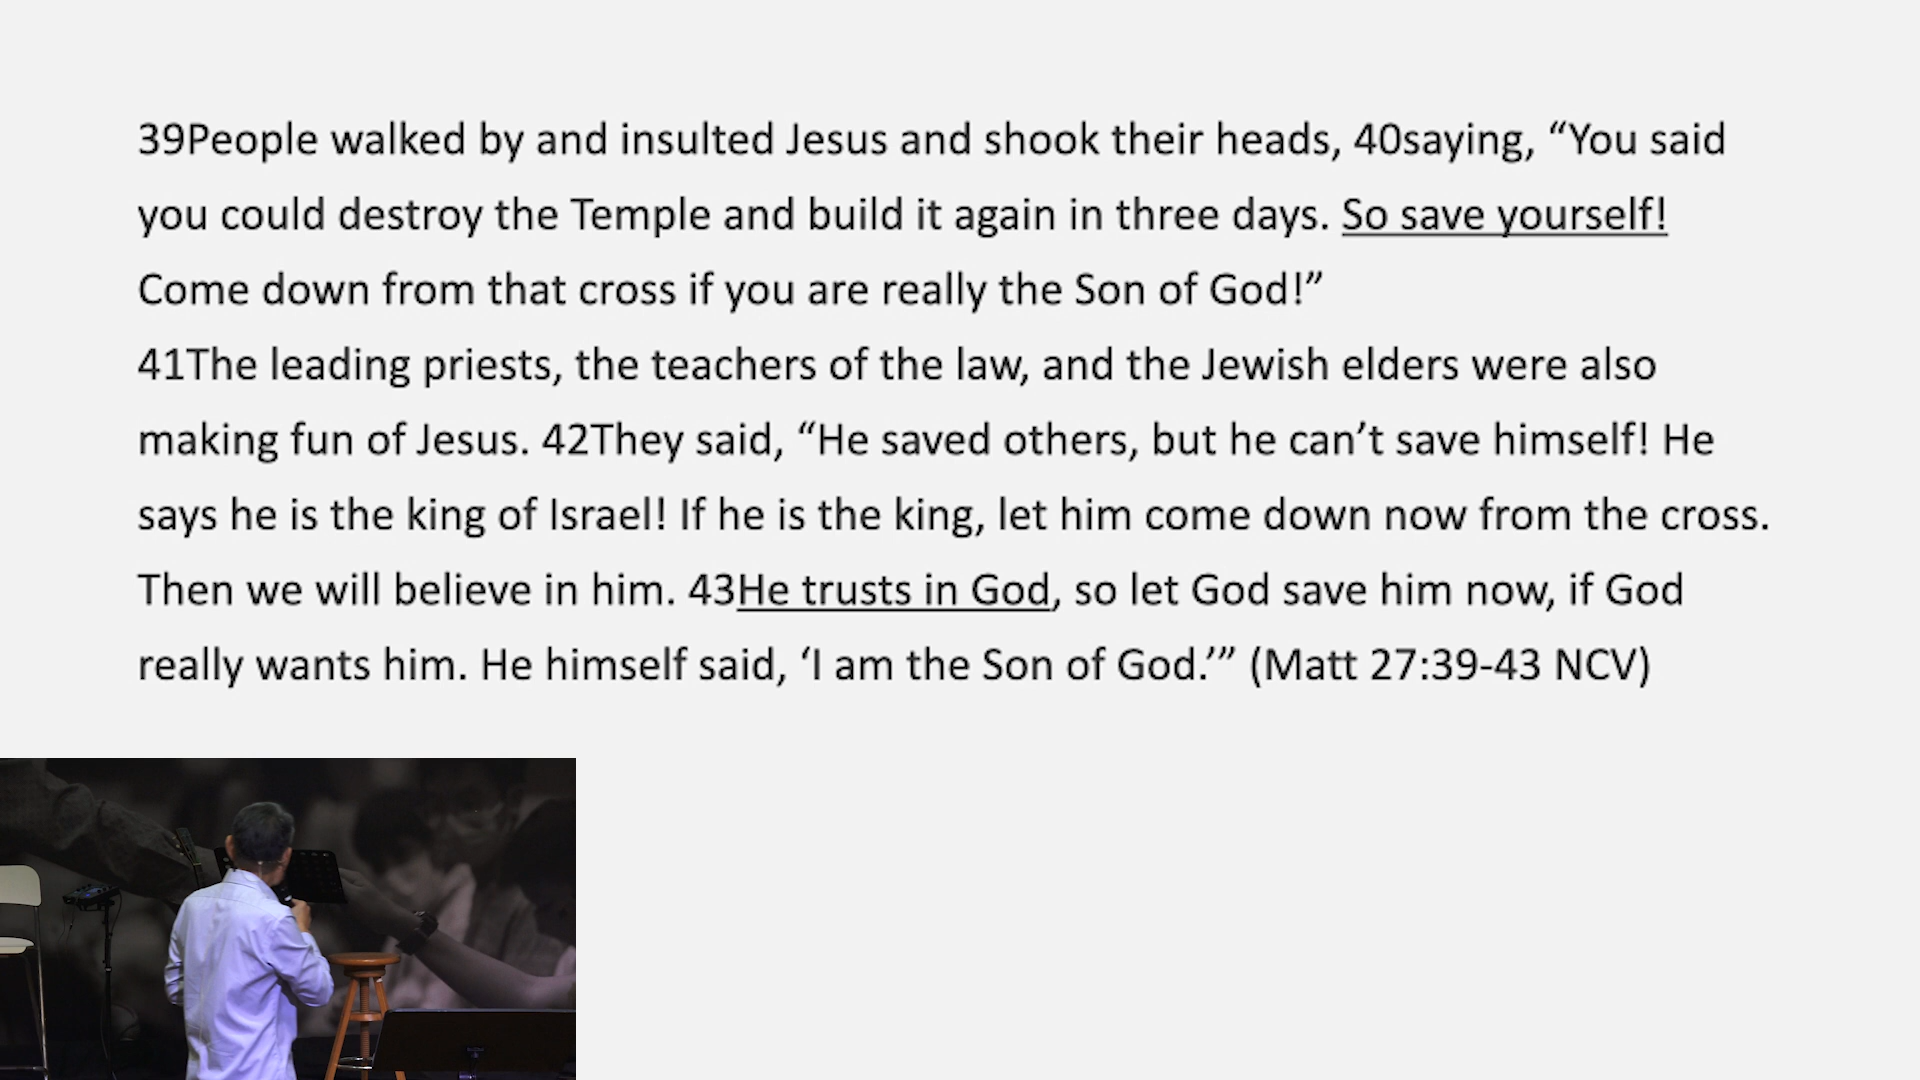 39People walked by and insulted Jesus and shook their heads, 40saying, “You said
you could destroy the Temple and build it again in three days. So save yourself!
Come down from that cross if you are really the Son of God!”
41The leading priests, the teachers of the law, and the Jewish elders were also
making fun of Jesus. 42They said, “He saved others, but he can’t save himself! He
says he is the king of Israel! If he is the king, let him come down now from the cross.
Then we will believe in him. 43He trusts in God, so let God save him now, if God
really wants him. He himself said, ‘I am the Son of God.’” (Matt 27:39-43 NCV)